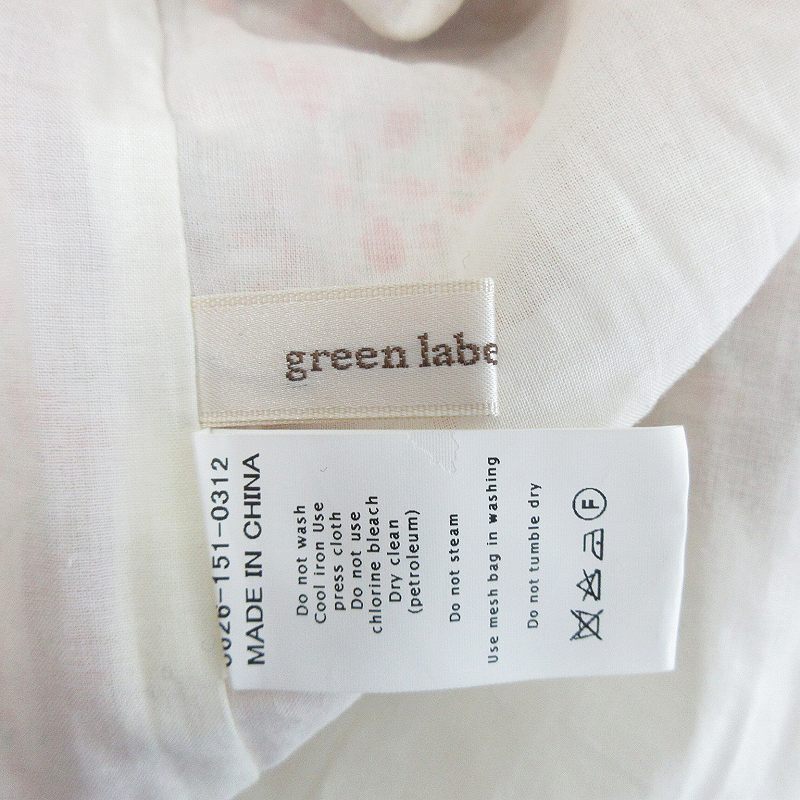 green labe
-151-0312
MADE IN CHINA
Do not wash
Cool iron Use
press cloth
Do not use
chlorine bleach
Dry clean
(petroleum)
Do not steam
Use mesh bag in washing
Do not tumble dry
F